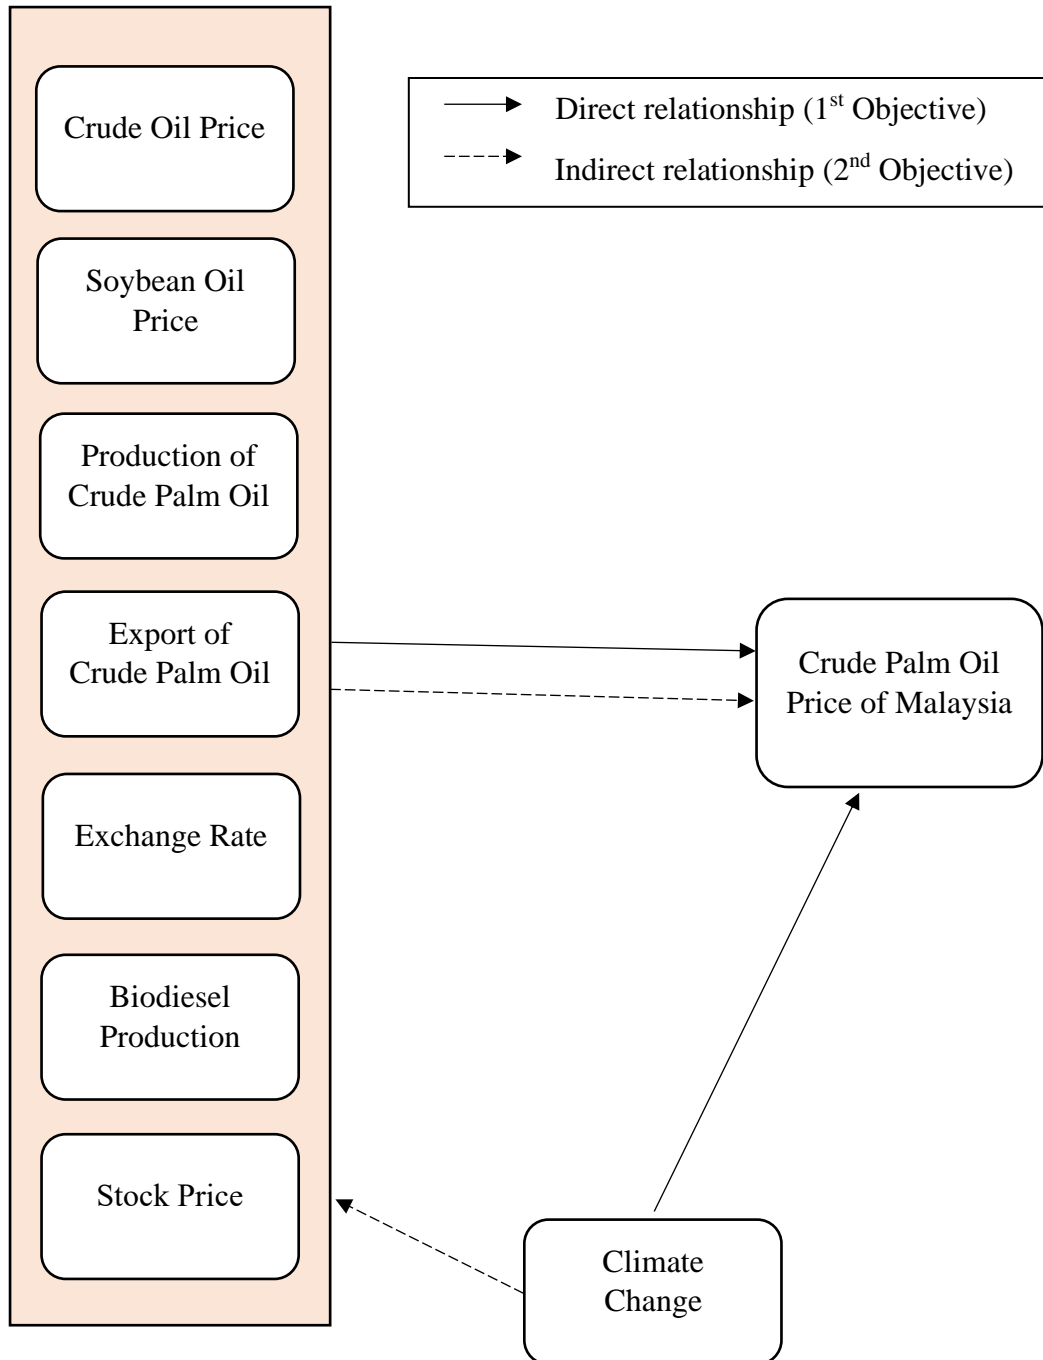 Crude Oil Price
Direct relationship (1st Objective)
Indirect relationship (2nd Objective)
Soybean Oil
Price
Production of
Crude Palm Oil
Export of
Crude Palm Oil
Crude Palm Oil
Price of Malaysia
Exchange Rate
Biodiesel
Production
Stock Price
Climate
Change